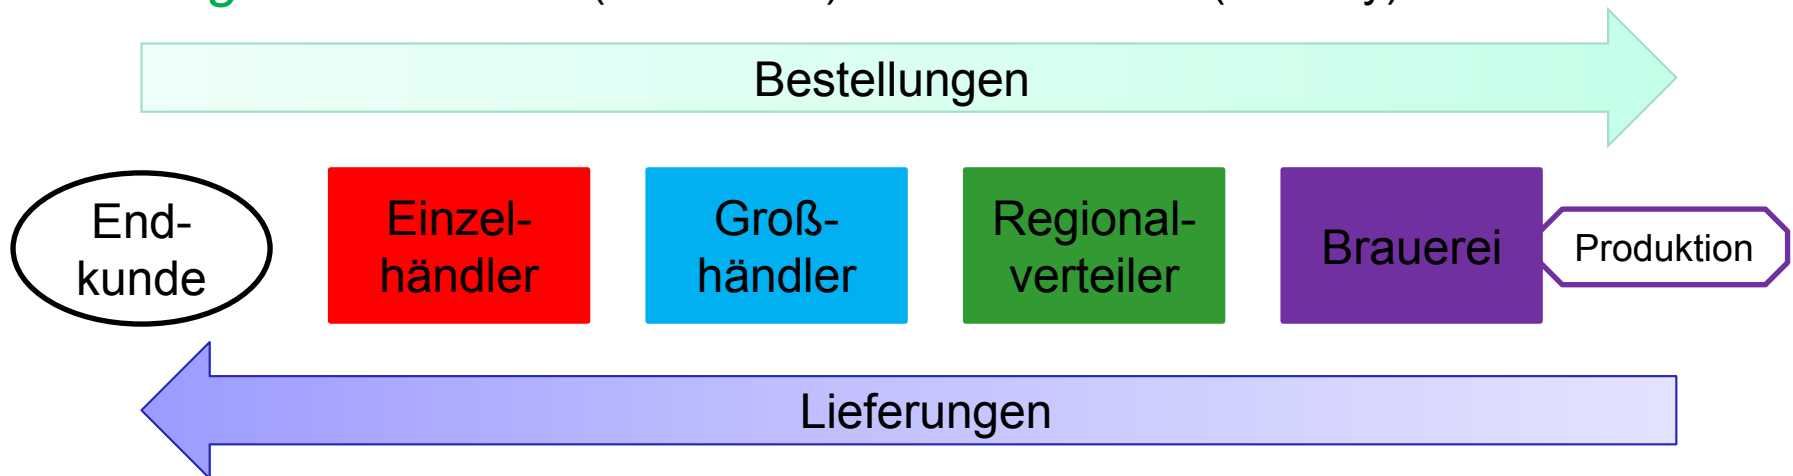 Bestellungen
End-
kunde
Einzel-
händler
Groß-
händler
Regional-
verteiler
Brauerei
Produktion
Lieferungen